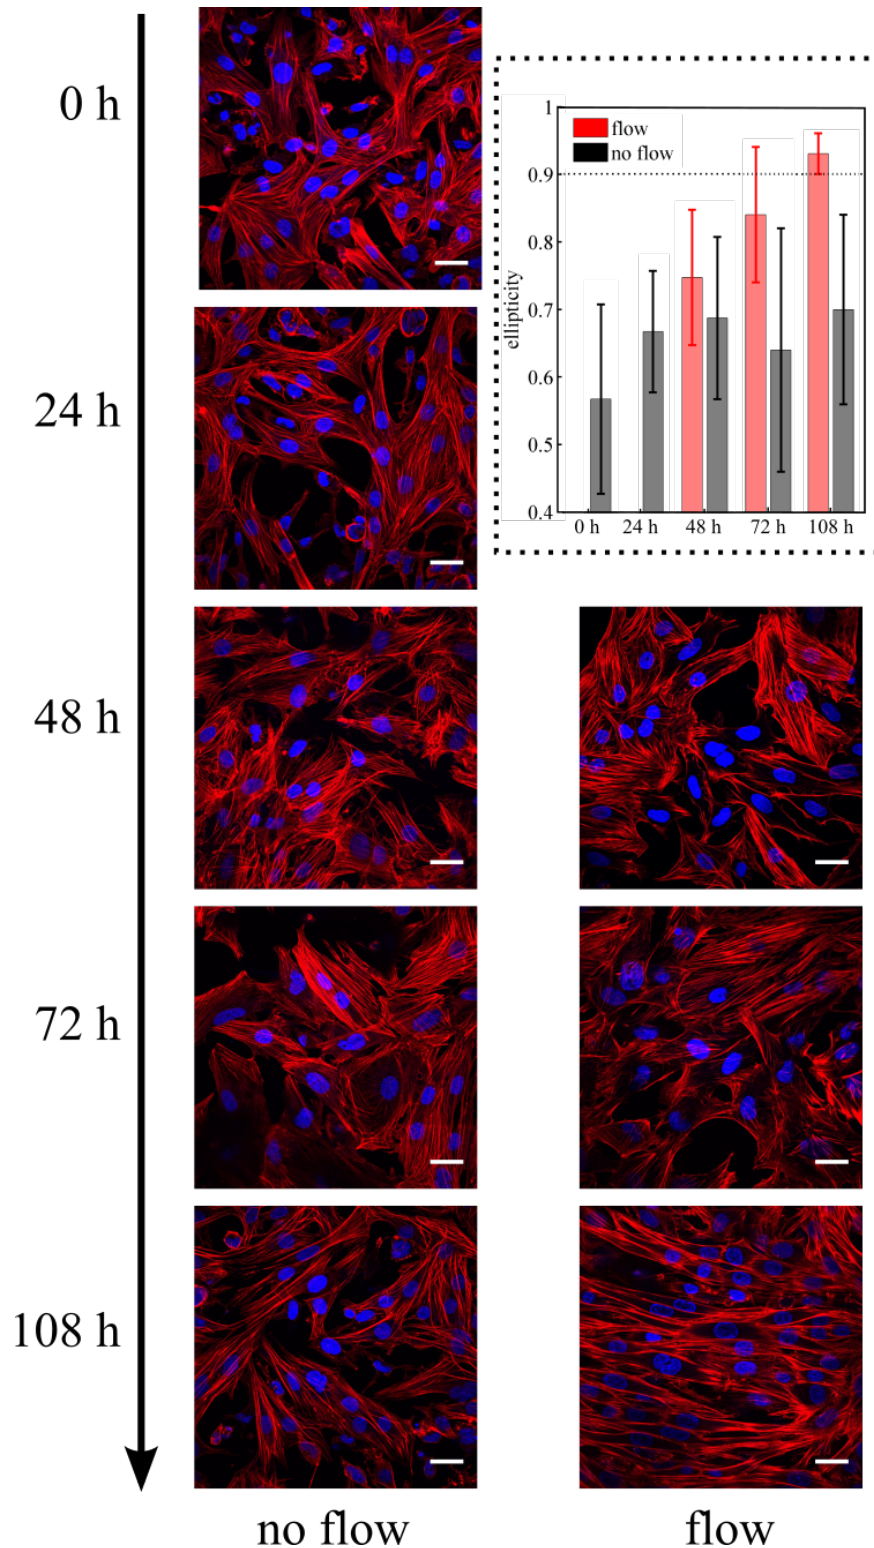 0 h
24 h
48 h
72 h
108 h
no flow
flow
1
0.9
0.8
0.7
0.6
0.5
0.4
ellipticity
flow
no flow
0 h
24 h
48 h
72 h
108 h